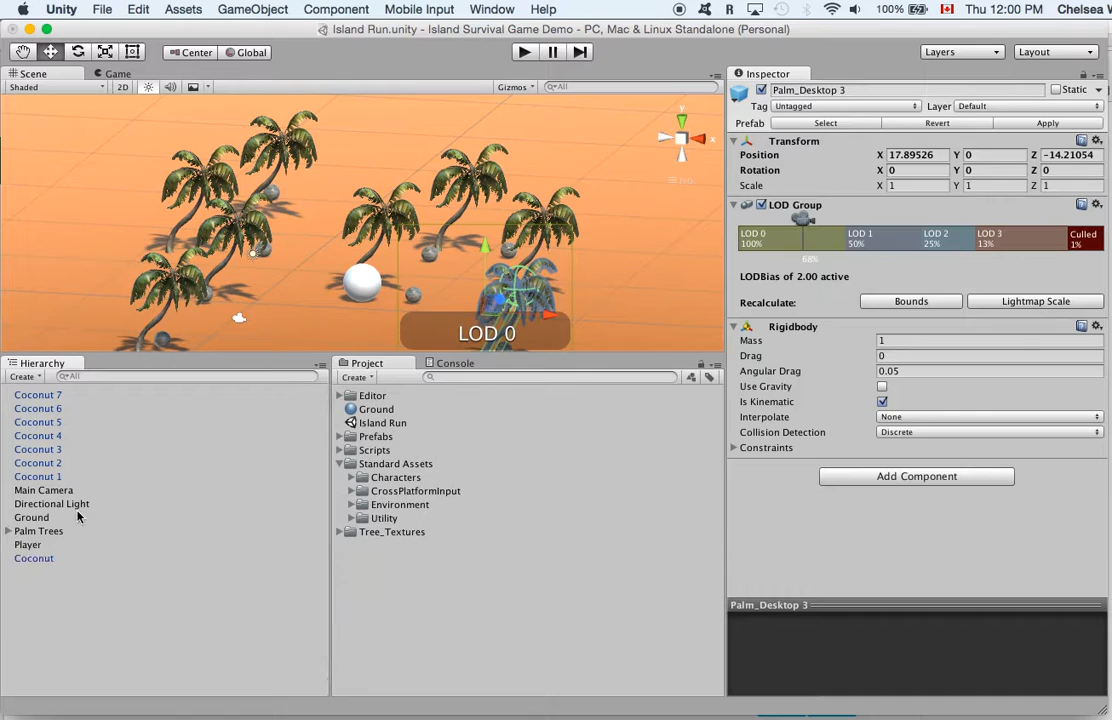 Unity File Edit Assets GameObject Component Mobile Input Window Help R 100% Thu 12:00 PM Chelsea W
Island Run.unity - Island Survival Game Demo - PC, Mac & Linux Standalone (Personal)
Center Global Layers Layout
Scene Game
Shaded 2D Gizmos All
y
x
LOD 0
Inspector
Palm_Desktop 3 Static
Tag Untagged Layer Default
Prefab Select Revert Apply
Transform
Position X 17.89526 Y 0 Z -14.21054
Rotation X 0 Y 0 Z 0
Scale X 1 Y 1 Z 1
LOD Group
LOD 0 LOD 1 LOD 2 LOD 3 Culled
100% 50% 25% 13% 1%
68%
LODBias of 2.00 active
Recalculate: Bounds Lightmap Scale
Rigidbody
Mass 1
Drag 0
Angular Drag 0.05
Use Gravity
Is Kinematic
Interpolate None
Collision Detection Discrete
Constraints
Add Component
Palm_Desktop 3
Hierarchy
Create All
Coconut 7
Coconut 6
Coconut 5
Coconut 4
Coconut 3
Coconut 2
Coconut 1
Main Camera
Directional Light
Ground
Palm Trees
Player
Coconut
Project Console
Create
Editor
Ground
Island Run
Prefabs
Scripts
Standard Assets
Characters
CrossPlatformInput
Environment
Utility
Tree_Textures